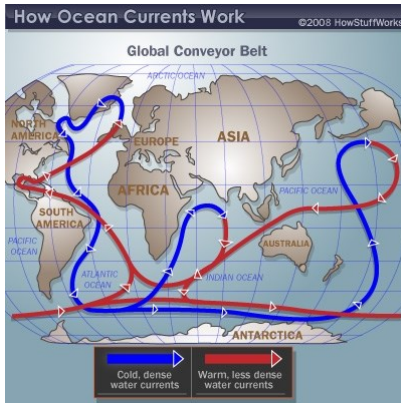 How Ocean Currents Work
©2008 HowStuffWorks
Global Conveyor Belt
ARCTIC OCEAN
NORTH
AMERICA
EUROPE
ASIA
AFRICA
PACIFIC OCEAN
SOUTH
AMERICA
PACIFIC
OCEAN
AUSTRALIA
ATLANTIC
OCEAN
INDIAN OCEAN
ANTARCTICA
Cold, dense
water currents
Warm, less dense
water currents